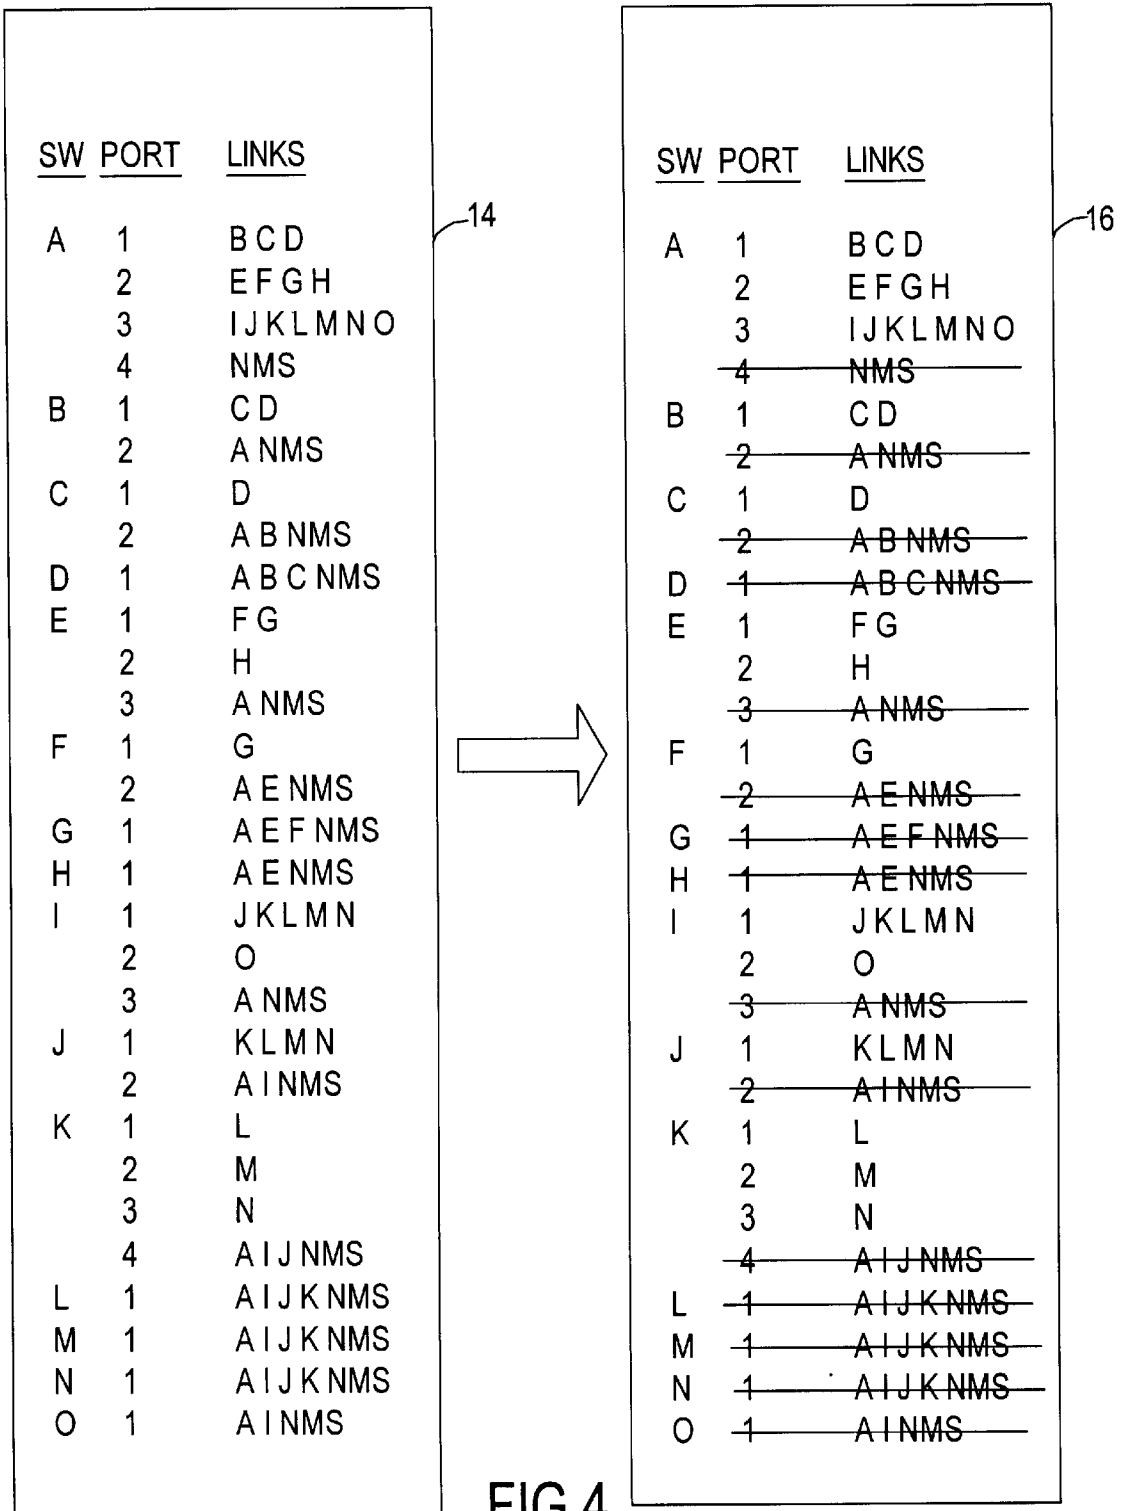 SW PORT LINKS
A 1 B C D
2 E F G H
3 I J K L M N O
4 NMS
B 1 C D
2 A NMS
C 1 D
2 A B NMS
D 1 A B C NMS
E 1 F G
2 H
3 A NMS
F 1 G
2 A E NMS
G 1 A E F NMS
H 1 A E NMS
I 1 J K L M N
2 O
3 A NMS
J 1 K L M N
2 A I NMS
K 1 L
2 M
3 N
4 A I J NMS
L 1 A I J K NMS
M 1 A I J K NMS
N 1 A I J K NMS
O 1 A I NMS
14
SW PORT LINKS
A 1 B C D
2 E F G H
3 I J K L M N O
4 NMS
B 1 C D
2 A NMS
C 1 D
2 A B NMS
D 1 A B C NMS
E 1 F G
2 H
3 A NMS
F 1 G
2 A E NMS
G 1 A E F NMS
H 1 A E NMS
I 1 J K L M N
2 O
3 A NMS
J 1 K L M N
2 A I NMS
K 1 L
2 M
3 N
4 A I J NMS
L 1 A I J K NMS
M 1 A I J K NMS
N 1 A I J K NMS
O 1 A I NMS
16
FIG 4